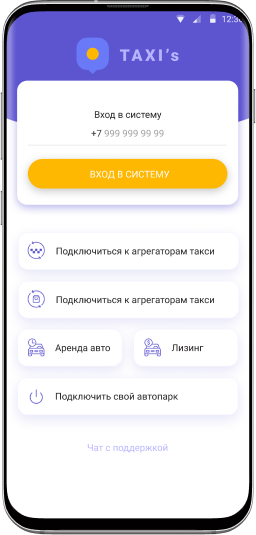 12:30
TAXI's
Вход в систему
+7 999 999 99 99
ВХОД В СИСТЕМУ
Подключиться к агрегаторам такси
Подключиться к агрегаторам такси
Аренда авто
Лизинг
Подключить свой автопарк
Чат с поддержкой